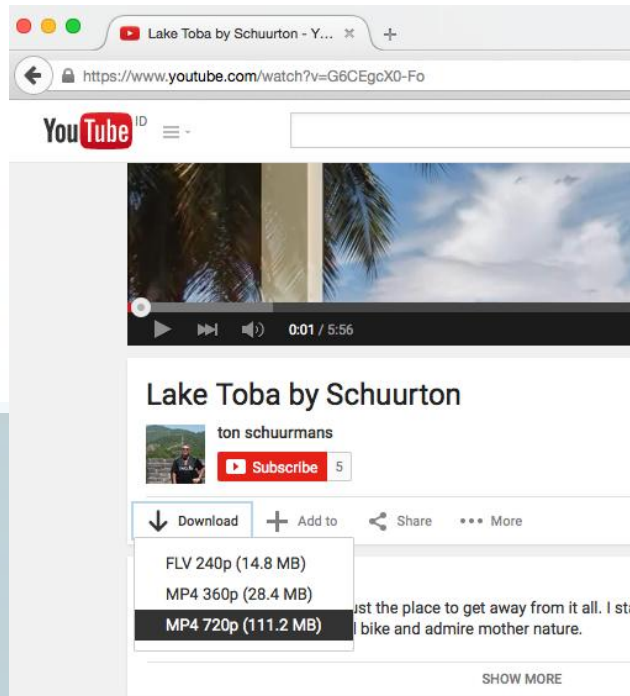 Lake Toba by Schuurton - Y...
https://www.youtube.com/watch?v=G6CEgcX0-Fo
YouTube ID
0:01 / 5:56
Lake Toba by Schuurton
ton schuurmans
Subscribe 5
Download Add to Share More
FLV 240p (14.8 MB)
MP4 360p (28.4 MB)
ust the place to get away from it all. I sta
MP4 720p (111.2 MB)
bike and admire mother nature.
SHOW MORE